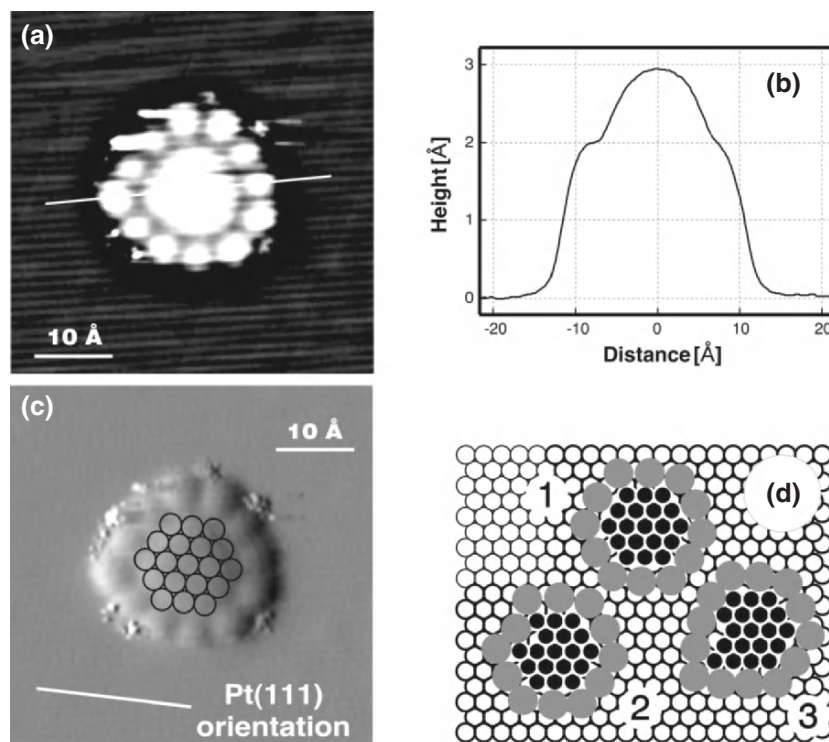 (a)
10 Å
(b)
3
2
1
0
Height [Å]
-20
-10
0
10
20
Distance [Å]
(c)
10 Å
Pt(111)
orientation
(d)
1
2
3